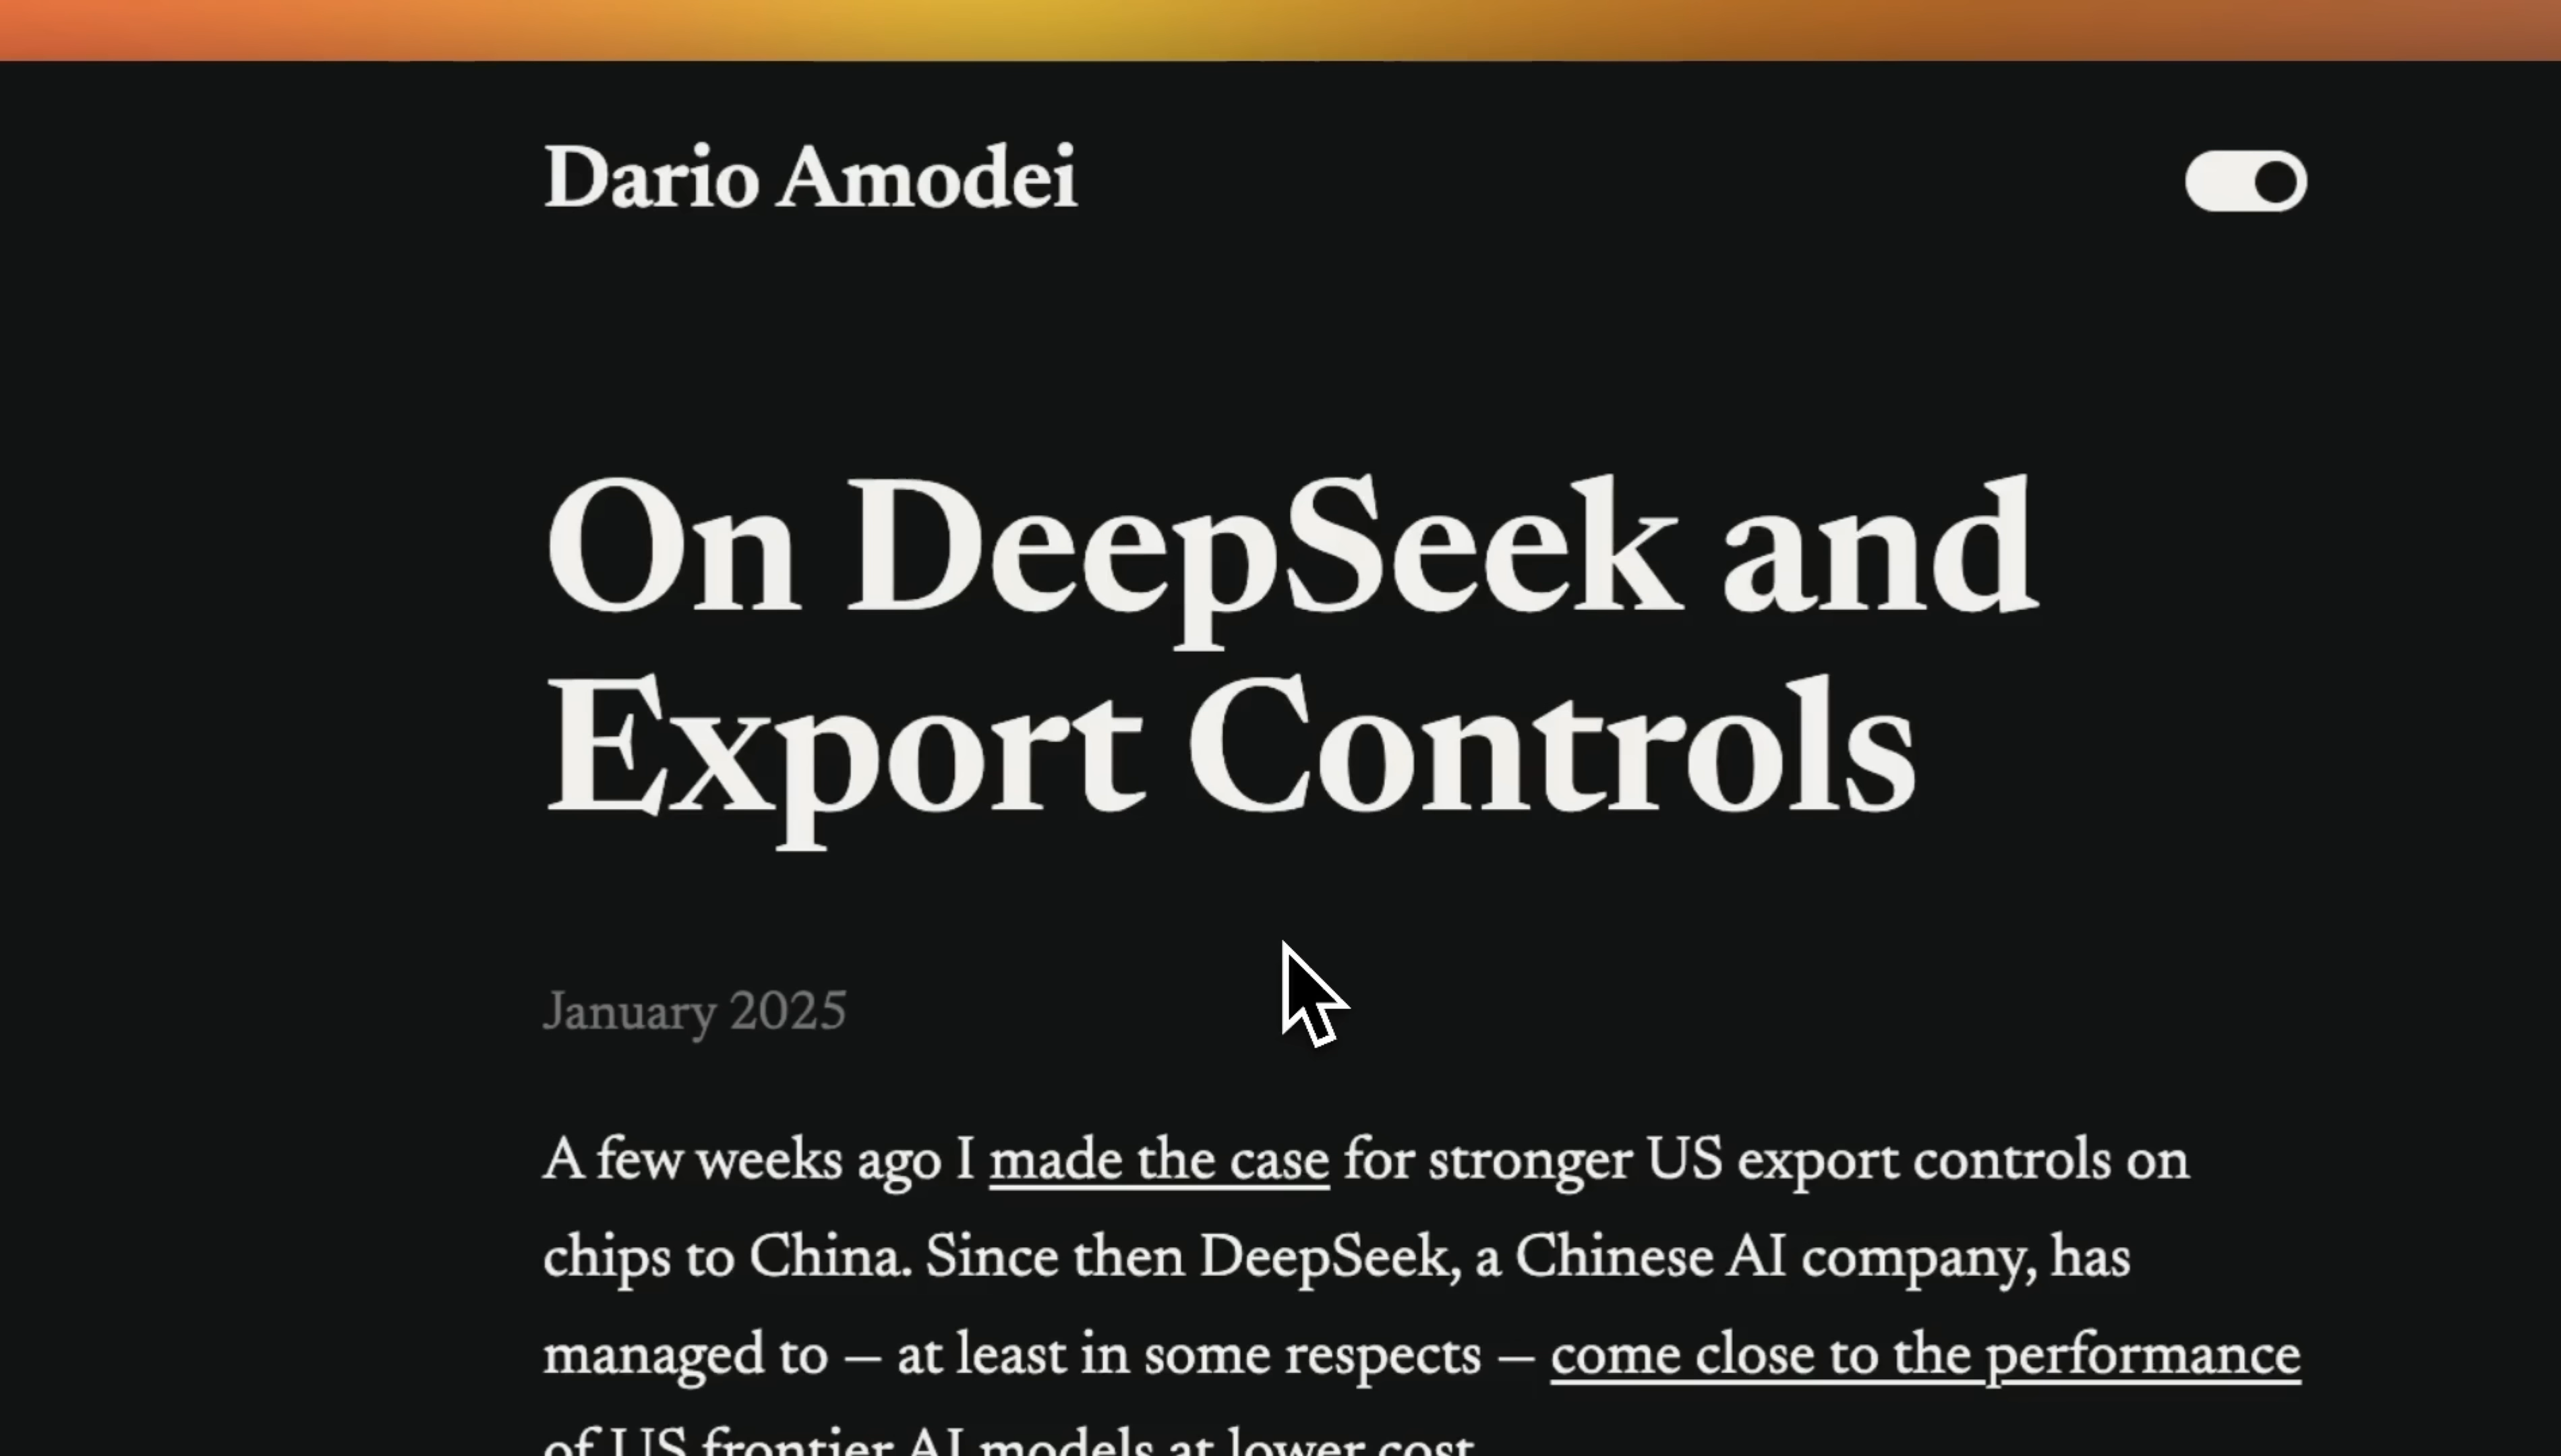 Dario Amodei
On DeepSeek and
Export Controls
January 2025
A few weeks ago I made the case for stronger US export controls on
chips to China. Since then DeepSeek, a Chinese AI company, has
managed to — at least in some respects — come close to the performance
of US frontier AI models at lower cost.